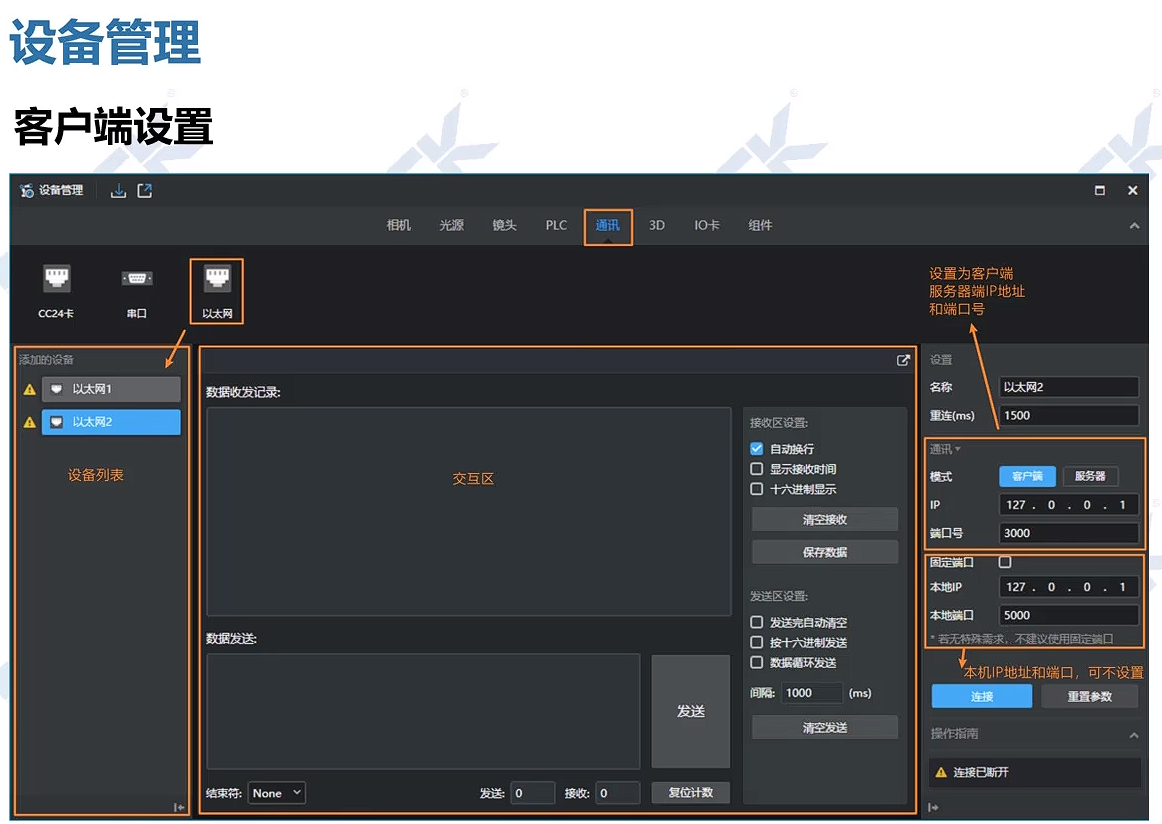 设备管理
客户端设置
设备管理
相机 光源 镜头 PLC 通讯 3D IO卡 组件
CC24卡 串口 以太网
设置为客户端
服务器端IP地址
和端口号
添加的设备
以太网1
以太网2
设备列表
数据收发记录:
交互区
数据发送:
发送
结束符: None 发送: 0 接收: 0 复位计数
接收区设置:
自动换行
显示接收时间
十六进制显示
清空接收
保存数据
发送区设置:
发送完自动清空
按十六进制发送
数据循环发送
间隔: 1000 (ms)
清空发送
设置
名称 以太网2
重连(ms) 1500
通讯
模式 客户端 服务器
IP 127 . 0 . 0 . 1
端口号 3000
固定端口
本地IP 127 . 0 . 0 . 1
本地端口 5000
* 若无特殊需求，不建议使用固定端口
本机IP地址和端口，可不设置
连接 重置参数
操作指南
连接已断开